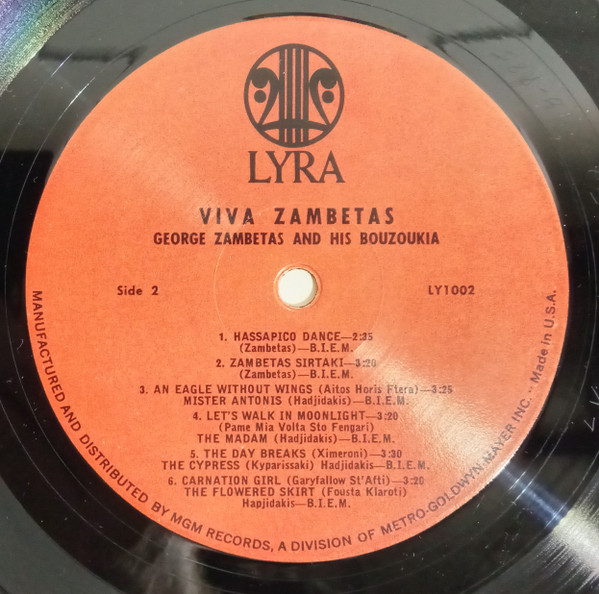 LYRA
VIVA ZAMBETAS
GEORGE ZAMBETAS AND HIS BOUZOUKIA
Side 2
LY1002
1. HASSAPICO DANCE—2:35
(Zambetas)—B.I.E.M.
2. ZAMBETAS SIRTAKI—3:20
(Zambetas)—B.I.E.M.
3. AN EAGLE WITHOUT WINGS (Aitos Horis Ftera)—3:25
MISTER ANTONIS (Hadjidakis)—B.I.E.M.
4. LET'S WALK IN MOONLIGHT—3:20
(Pame Mia Volta Sto Fengari)
THE MADAM (Hadjidakis)—B.I.E.M.
5. THE DAY BREAKS (Ximeroni)—3:30
THE CYPRESS (Kyparissaki) Hadjidakis—B.I.E.M.
6. CARNATION GIRL (Garyfallow St'Afti)—3:20
THE FLOWERED SKIRT (Fousta Klaroti)
Hapjidakis—B.I.E.M.
MANUFACTURED AND DISTRIBUTED BY MGM RECORDS, A DIVISION OF METRO-GOLDWYN-MAYER INC.—Made in U.S.A.